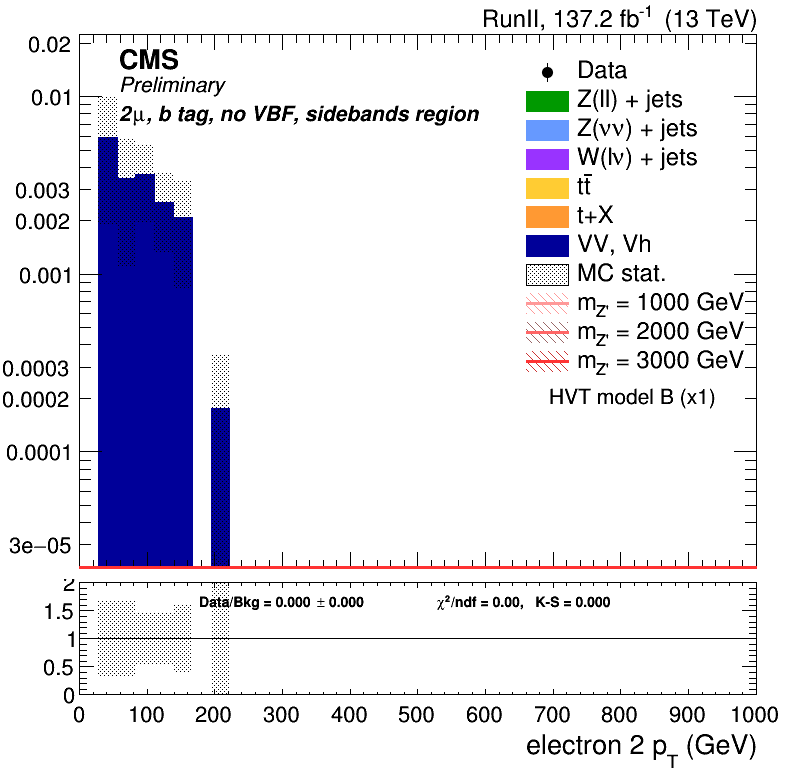 RunII, 137.2 fb⁻¹ (13 TeV)
CMS
Preliminary
2μ, b tag, no VBF, sidebands region
Data
Z(ll) + jets
Z(νν) + jets
W(lν) + jets
tt̄
t+X
VV, Vh
MC stat.
m_Z' = 1000 GeV
m_Z' = 2000 GeV
m_Z' = 3000 GeV
HVT model B (x1)
0.02
0.01
0.003
0.002
0.001
0.0003
0.0002
0.0001
3e−05
Data/Bkg = 0.000 ± 0.000
χ²/ndf = 0.00, K-S = 0.000
2
1.5
1
0.5
0
0 100 200 300 400 500 600 700 800 900 1000
electron 2 p_T (GeV)